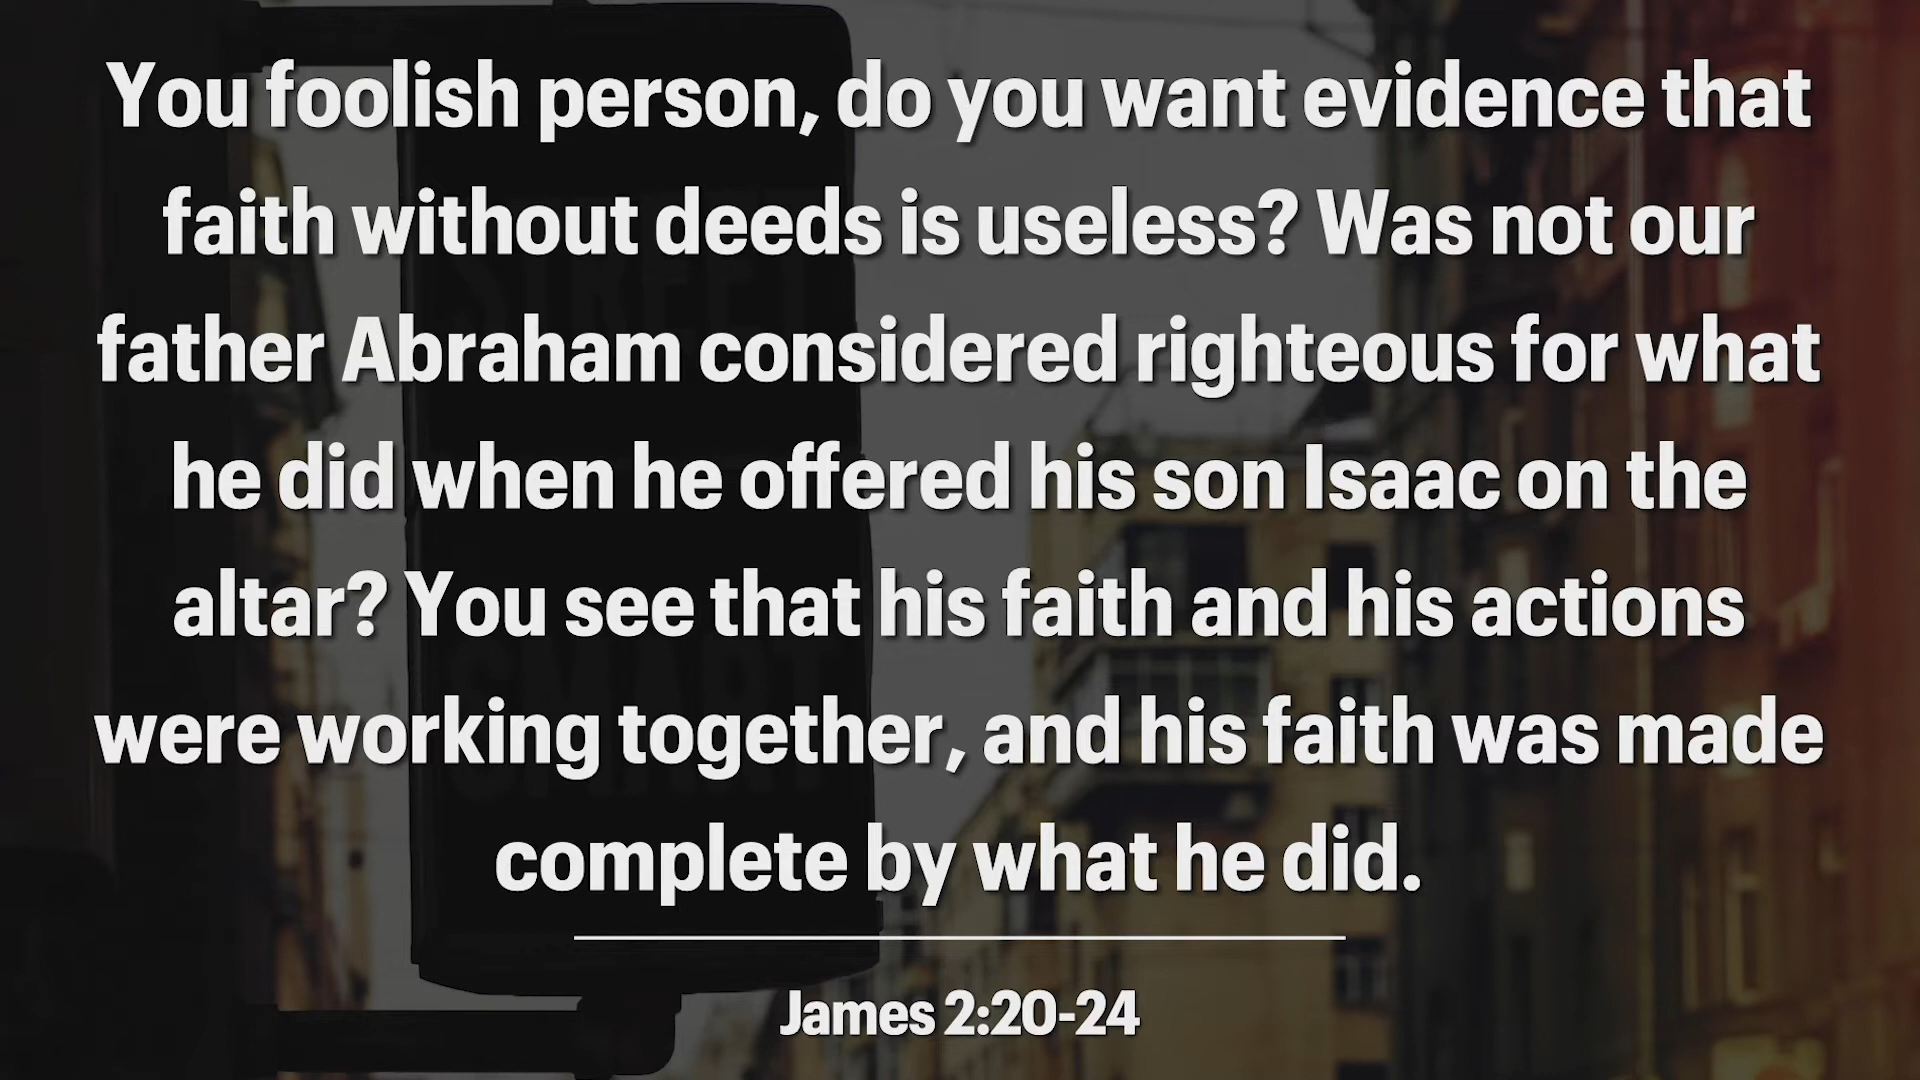 You foolish person, do you want evidence that
faith without deeds is useless? Was not our
father Abraham considered righteous for what
he did when he offered his son Isaac on the
altar? You see that his faith and his actions
were working together, and his faith was made
complete by what he did.
James 2:20-24
STREET
SMART